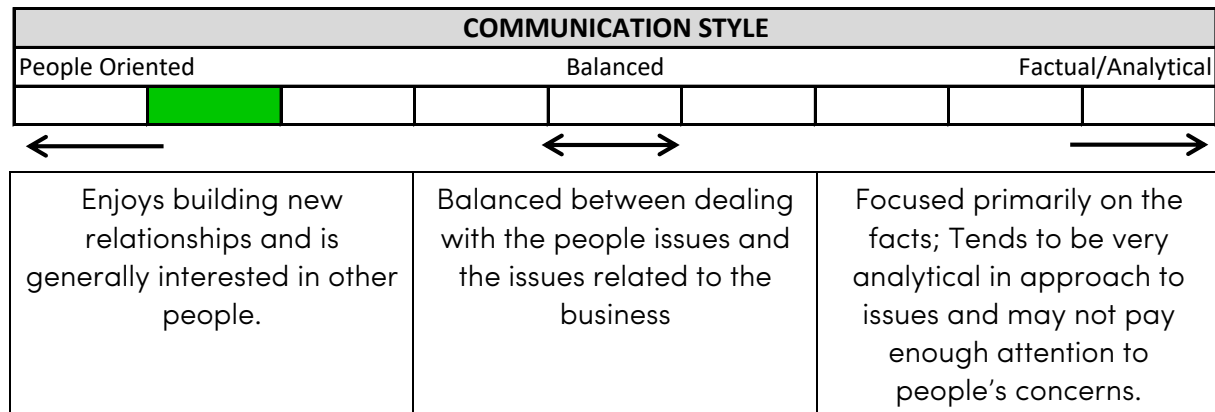 COMMUNICATION STYLE
People Oriented Balanced Factual/Analytical
Enjoys building new
relationships and is
generally interested in other
people.
Balanced between dealing
with the people issues and
the issues related to the
business
Focused primarily on the
facts; Tends to be very
analytical in approach to
issues and may not pay
enough attention to
people’s concerns.